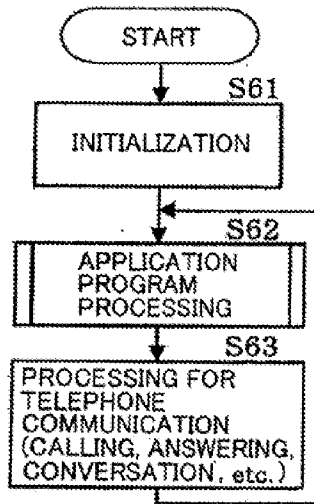 START
S61
INITIALIZATION
S62
APPLICATION
PROGRAM
PROCESSING
S63
PROCESSING FOR
TELEPHONE
COMMUNICATION
(CALLING, ANSWERING,
CONVERSATION, etc.)